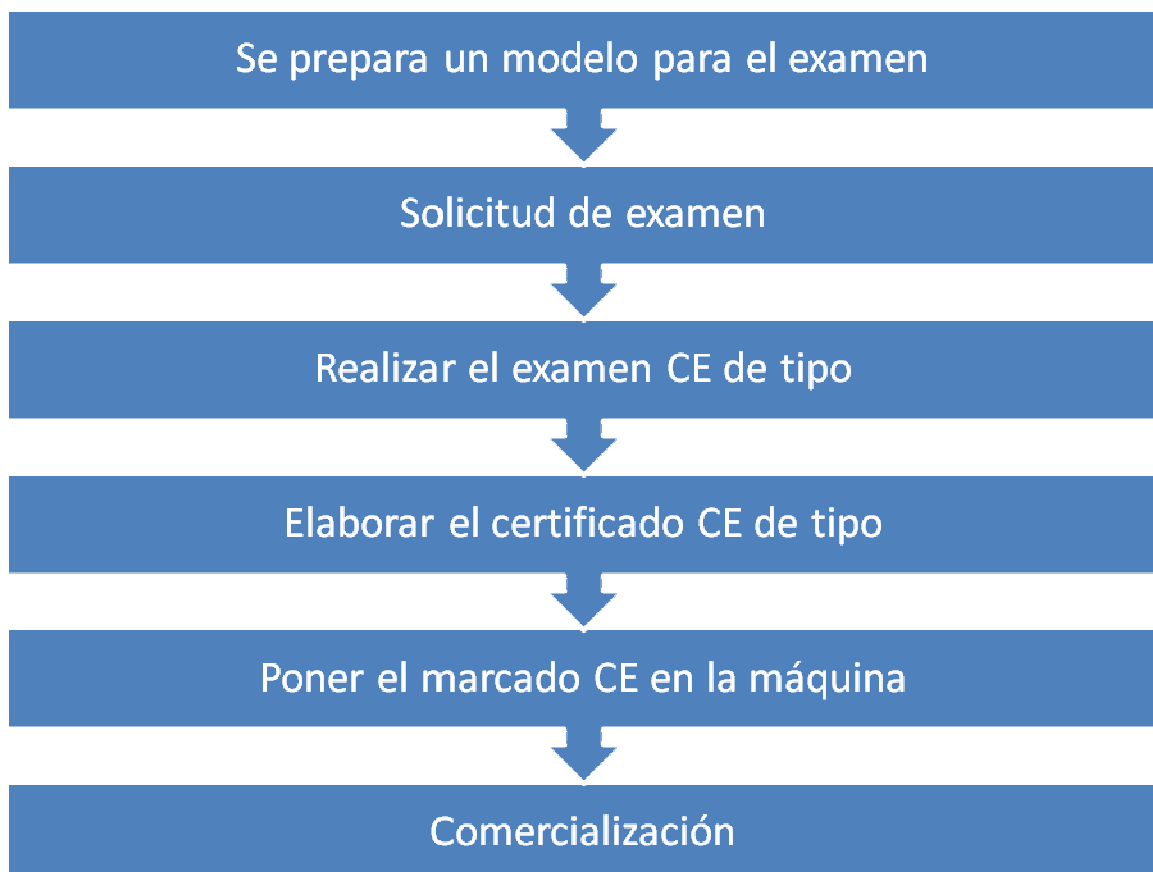 Se prepara un modelo para el examen
Solicitud de examen
Realizar el examen CE de tipo
Elaborar el certificado CE de tipo
Poner el marcado CE en la máquina
Comercialización